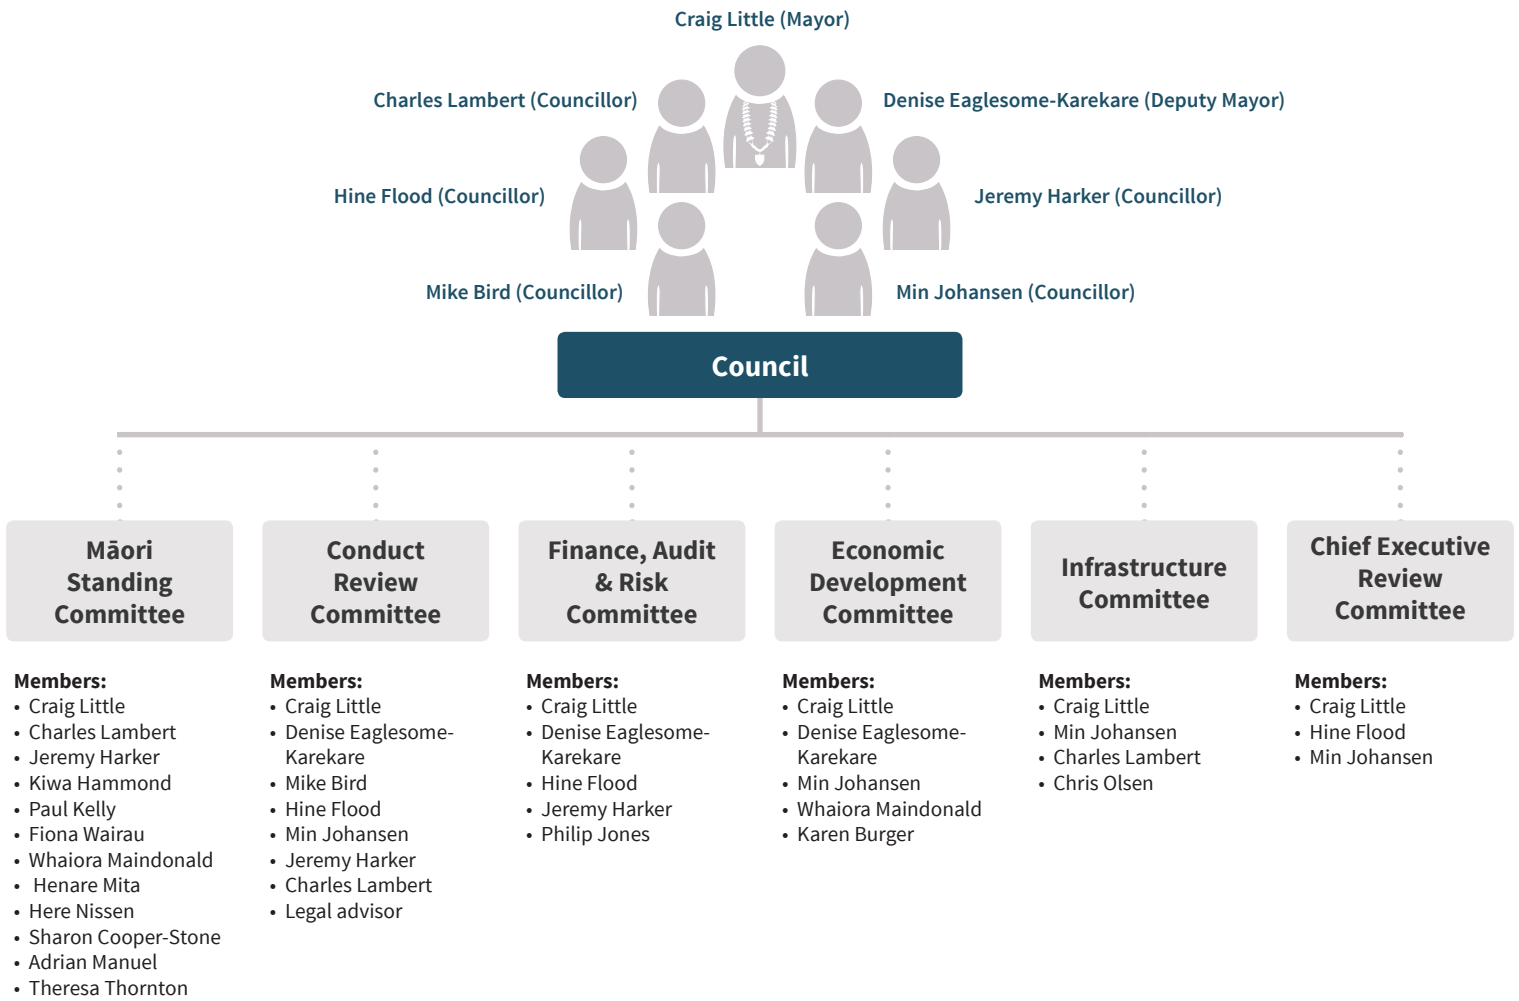 Craig Little (Mayor)
Charles Lambert (Councillor)
Denise Eaglesome-Karekare (Deputy Mayor)
Hine Flood (Councillor)
Jeremy Harker (Councillor)
Mike Bird (Councillor)
Min Johansen (Councillor)
Council
Māori
Standing
Committee
Members:
• Craig Little
• Charles Lambert
• Jeremy Harker
• Kiwa Hammond
• Paul Kelly
• Fiona Wairau
• Whaiora Maindonald
• Henare Mita
• Here Nissen
• Sharon Cooper-Stone
• Adrian Manuel
• Theresa Thornton
Conduct
Review
Committee
Members:
• Craig Little
• Denise Eaglesome-
Karekare
• Mike Bird
• Hine Flood
• Min Johansen
• Jeremy Harker
• Charles Lambert
• Legal advisor
Finance, Audit
& Risk
Committee
Members:
• Craig Little
• Denise Eaglesome-
Karekare
• Hine Flood
• Jeremy Harker
• Philip Jones
Economic
Development
Committee
Members:
• Craig Little
• Denise Eaglesome-
Karekare
• Min Johansen
• Whaiora Maindonald
• Karen Burger
Infrastructure
Committee
Members:
• Craig Little
• Min Johansen
• Charles Lambert
• Chris Olsen
Chief Executive
Review
Committee
Members:
• Craig Little
• Hine Flood
• Min Johansen